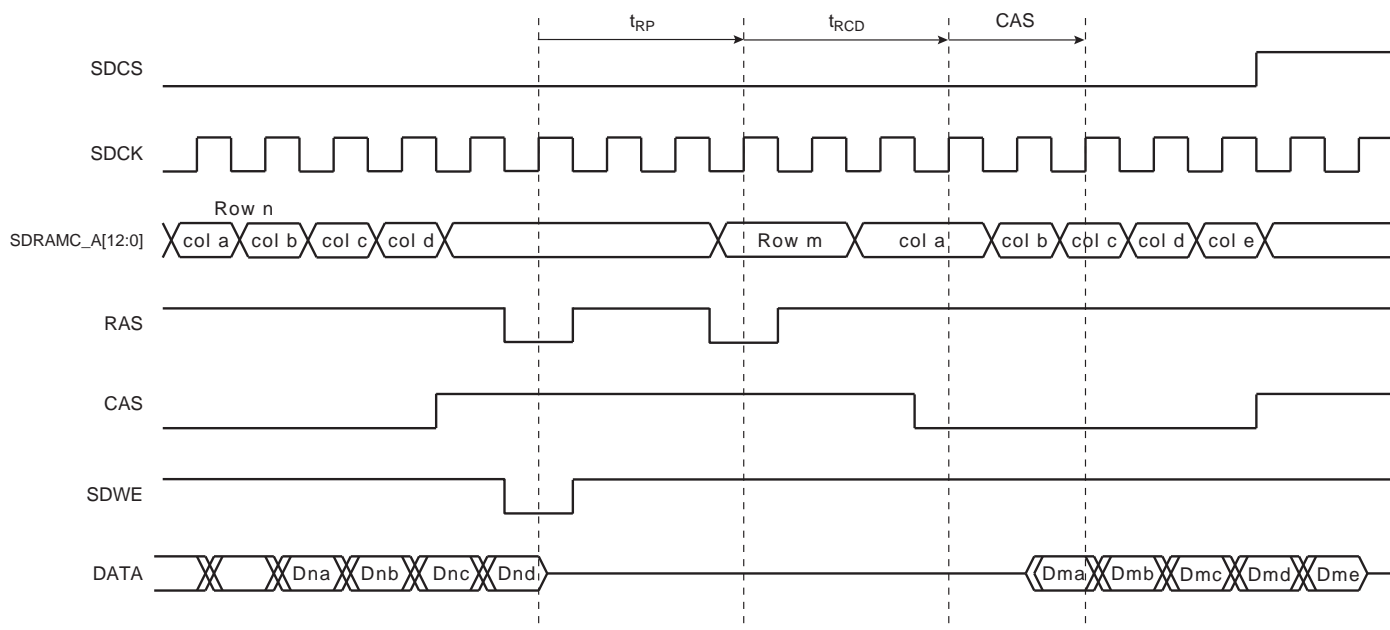 tRP tRCD CAS
SDCS
SDCK
Row n
SDRAMC_A[12:0] col a col b col c col d Row m col a col b col c col d col e
RAS
CAS
SDWE
DATA Dna Dnb Dnc Dnd Dma Dmb Dmc Dmd Dme